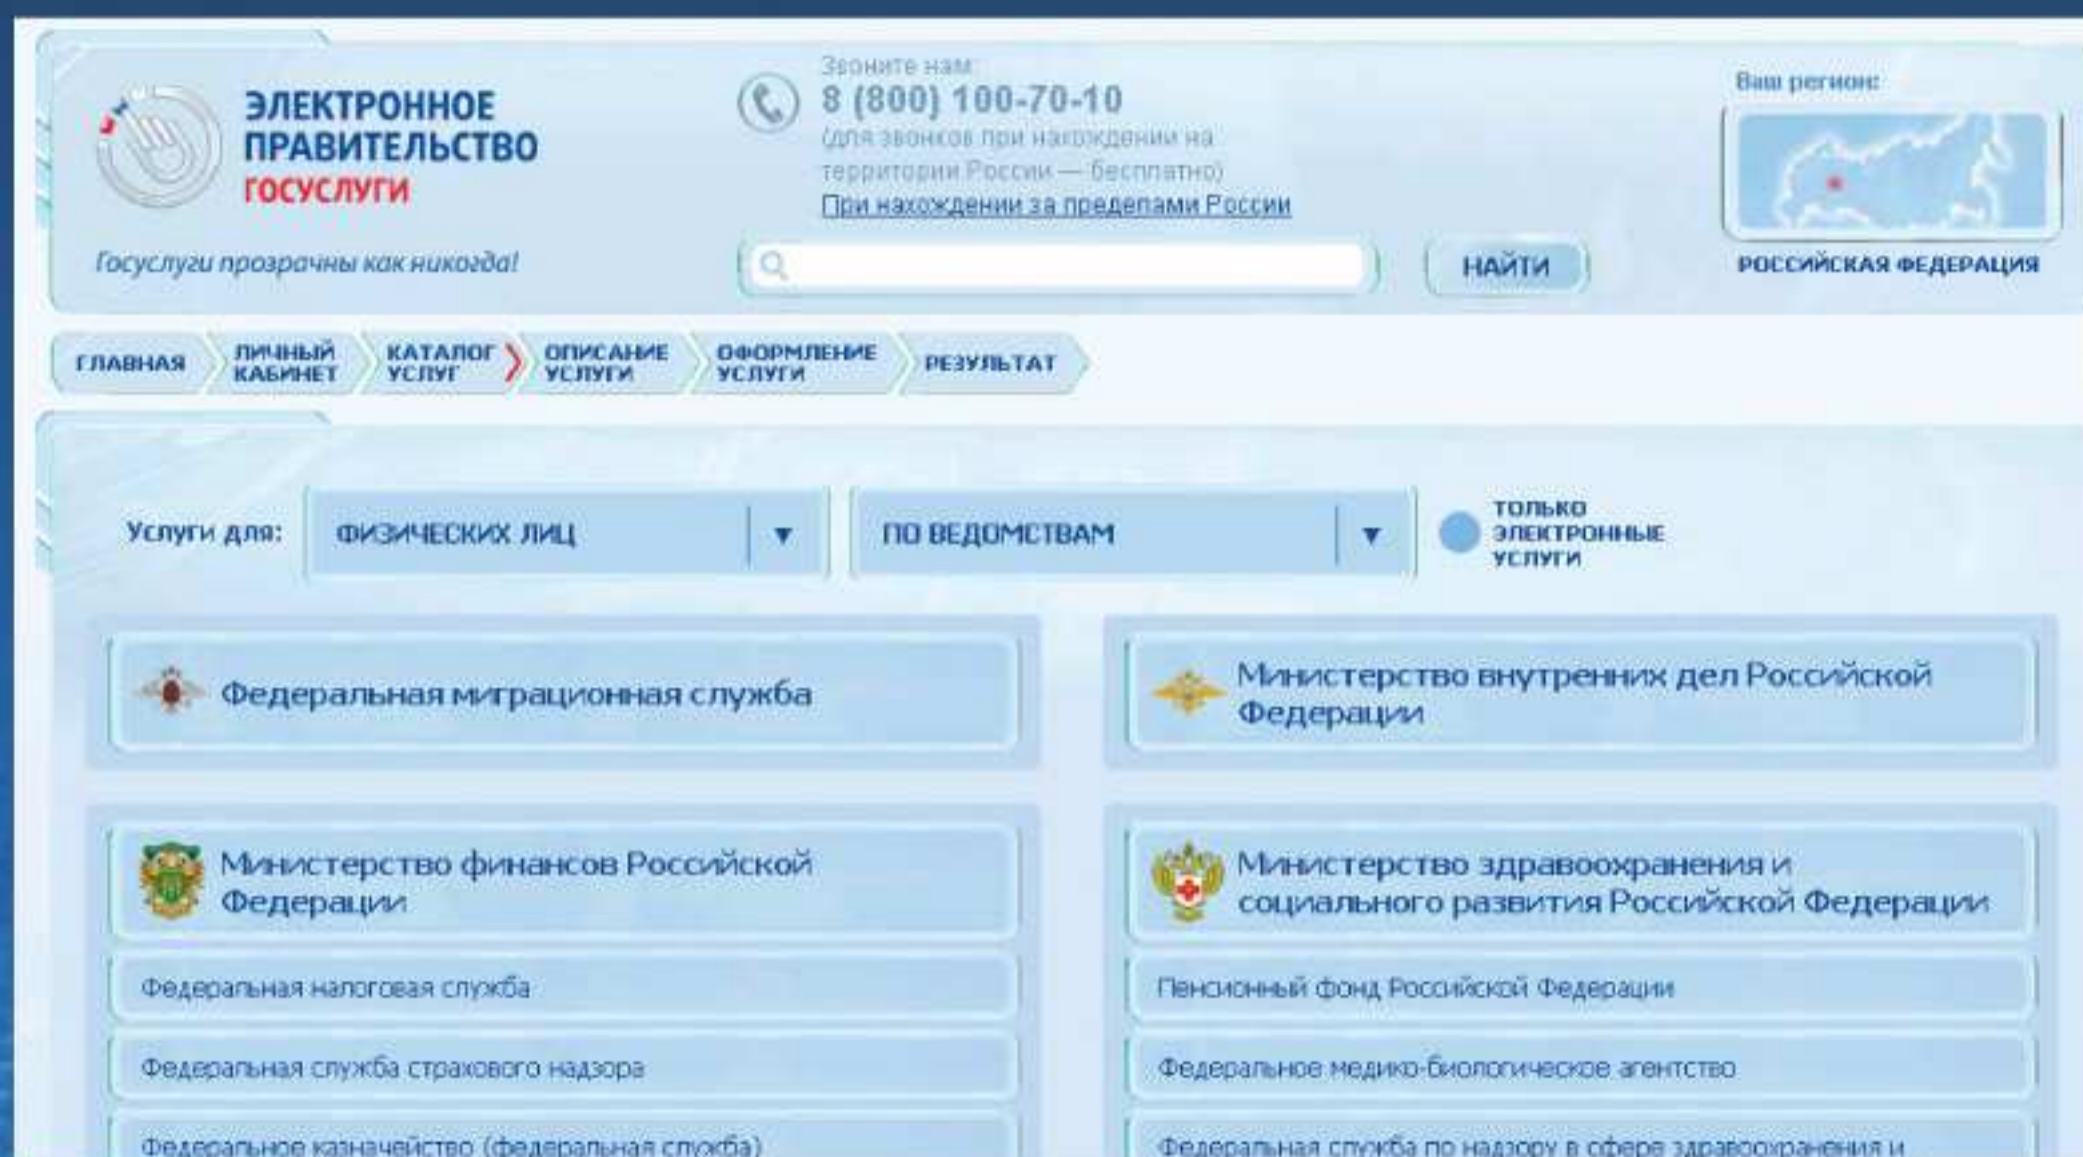 ЭЛЕКТРОННОЕ
ПРАВИТЕЛЬСТВО
ГОСУСЛУГИ
Госуслуги прозрачны как никогда!
Звоните нам:
8 (800) 100-70-10
(для звонков при нахождении на
территории России — бесплатно)
При нахождении за пределами России
НАЙТИ
Ваш регион:
РОССИЙСКАЯ ФЕДЕРАЦИЯ
ГЛАВНАЯ
ЛИЧНЫЙ
КАБИНЕТ
КАТАЛОГ
УСЛУГ
ОПИСАНИЕ
УСЛУГИ
ОФОРМЛЕНИЕ
УСЛУГИ
РЕЗУЛЬТАТ
Услуги для:
ФИЗИЧЕСКИХ ЛИЦ
ПО ВЕДОМСТВАМ
ТОЛЬКО
ЭЛЕКТРОННЫЕ
УСЛУГИ
Федеральная миграционная служба
Министерство внутренних дел Российской
Федерации
Министерство финансов Российской
Федерации
Федеральная налоговая служба
Федеральная служба страхового надзора
Федеральное казначейство (федеральная служба)
Министерство здравоохранения и
социального развития Российской Федерации
Пенсионный фонд Российской Федерации
Федеральное медико-биологическое агентство
Федеральная служба по надзору в сфере здравоохранения и